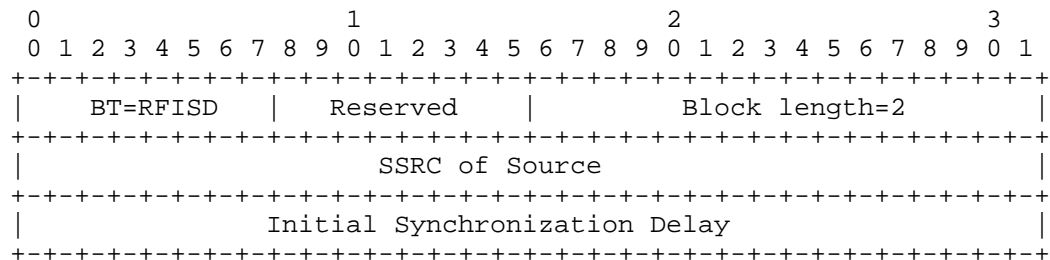 0                   1                   2                   3
 0 1 2 3 4 5 6 7 8 9 0 1 2 3 4 5 6 7 8 9 0 1 2 3 4 5 6 7 8 9 0 1
+-+-+-+-+-+-+-+-+-+-+-+-+-+-+-+-+-+-+-+-+-+-+-+-+-+-+-+-+-+-+-+-+
|    BT=RFISD   |   Reserved    |         Block length=2        |
+-+-+-+-+-+-+-+-+-+-+-+-+-+-+-+-+-+-+-+-+-+-+-+-+-+-+-+-+-+-+-+-+
|                      SSRC of Source                           |
+-+-+-+-+-+-+-+-+-+-+-+-+-+-+-+-+-+-+-+-+-+-+-+-+-+-+-+-+-+-+-+-+
|               Initial Synchronization Delay                   |
+-+-+-+-+-+-+-+-+-+-+-+-+-+-+-+-+-+-+-+-+-+-+-+-+-+-+-+-+-+-+-+-+